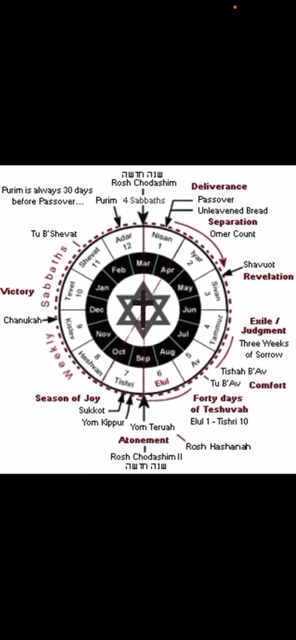 שנה חדשה
Rosh Chodashim
Deliverance
Purim is always 30 days
before Passover...
Purim
4 Sabbaths
Passover
Unleavened Bread
Separation
Omer Count
Tu B'Shevat
Shavuot
Revelation
Victory
Chanukah
Weekly Sabbaths
Exile /
Judgment
Three Weeks
of Sorrow
Tishah B'Av
Tu B'Av
Comfort
Season of Joy
Sukkot
Yom Kippur
Yom Teruah
Forty days
of Teshuvah
Elul 1 - Tishri 10
Atonement
Rosh Hashanah
Rosh Chodashim II
שנה חדשה
Nisan
1
Iyar
2
Sivan
3
Tammuz
4
Av
5
Elul
6
Tishri
7
Heshvan
8
Kislev
9
Tevet
10
Shevat
11
Adar
12
Mar
Apr
May
Jun
Jul
Aug
Sep
Oct
Nov
Dec
Jan
Feb